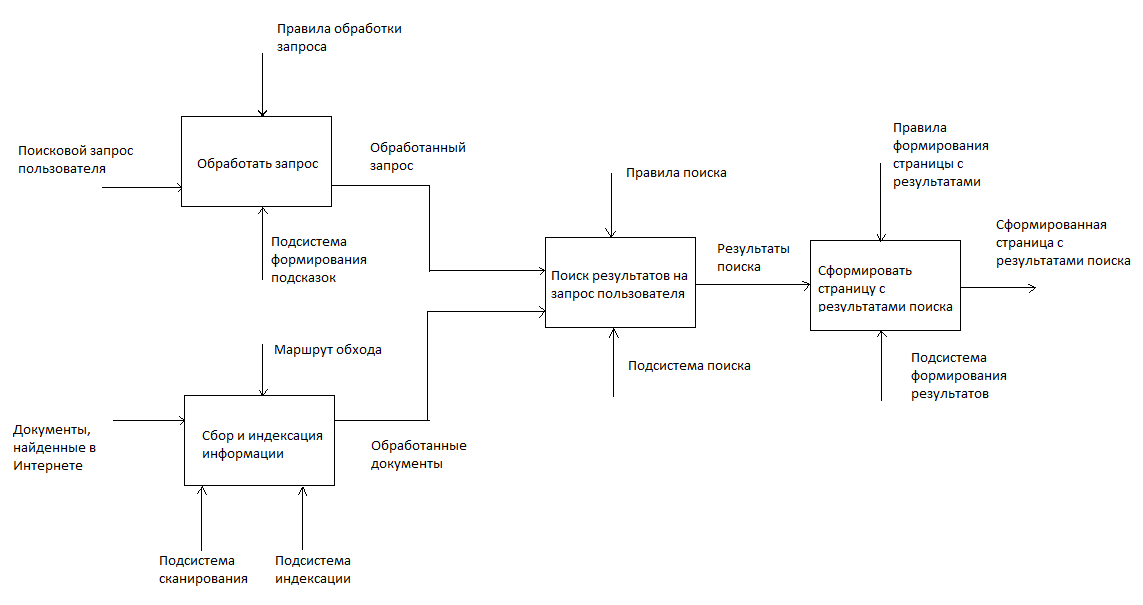 Правила обработки
запроса
Поисковой запрос
пользователя
Обработать запрос
Обработанный
запрос
Подсистема
формирования
подсказок
Правила поиска
Правила
формирования
страницы с
результатами
Поиск результатов на
запрос пользователя
Результаты
поиска
Сформировать
страницу с
результатами поиска
Сформированная
страница с
результатами поиска
Подсистема поиска
Подсистема
формирования
результатов
Маршрут обхода
Документы,
найденные в
Интернете
Сбор и индексация
информации
Обработанные
документы
Подсистема
сканирования
Подсистема
индексации